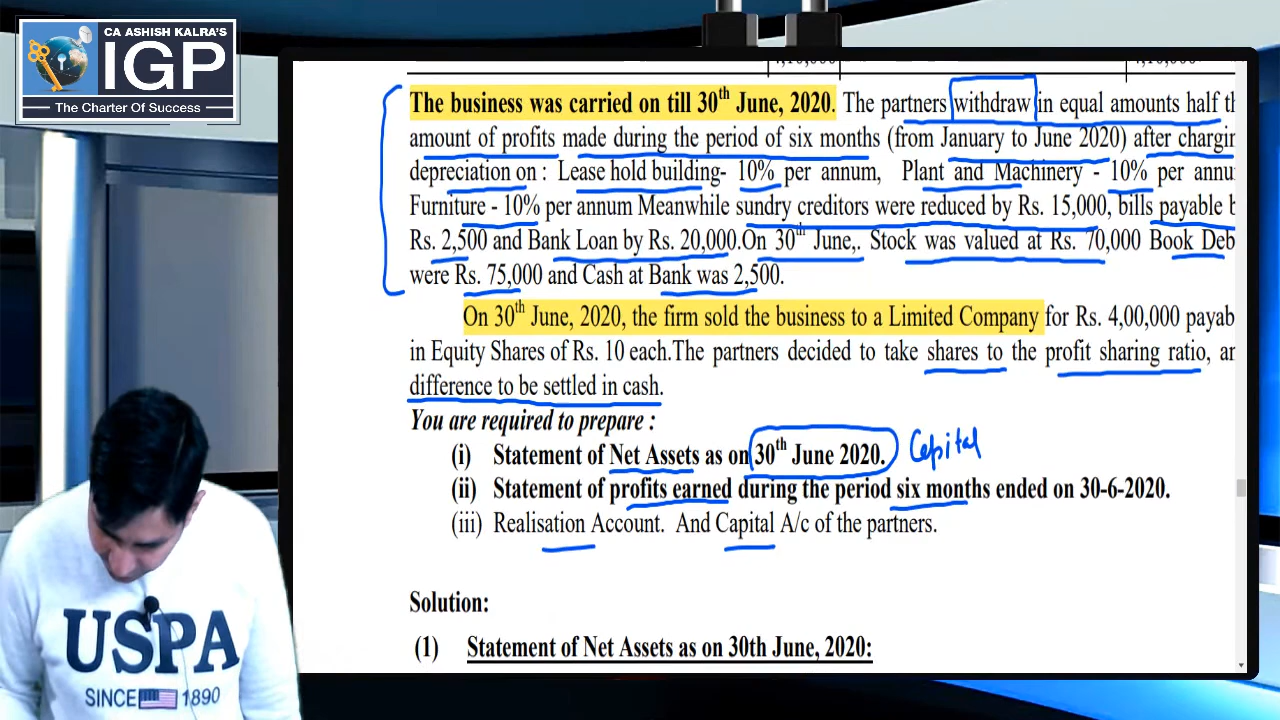 CA ASHISH KALRA'S
IGP
The Charter Of Success
The business was carried on till 30th June, 2020. The partners withdraw in equal amounts half th
amount of profits made during the period of six months (from January to June 2020) after chargin
depreciation on : Lease hold building- 10% per annum, Plant and Machinery - 10% per annu
Furniture - 10% per annum Meanwhile sundry creditors were reduced by Rs. 15,000, bills payable b
Rs. 2,500 and Bank Loan by Rs. 20,000.On 30th June,. Stock was valued at Rs. 70,000 Book Deb
were Rs. 75,000 and Cash at Bank was 2,500.
On 30th June, 2020, the firm sold the business to a Limited Company for Rs. 4,00,000 payab
in Equity Shares of Rs. 10 each.The partners decided to take shares to the profit sharing ratio, an
difference to be settled in cash.
You are required to prepare :
(i) Statement of Net Assets as on 30th June 2020. Capital
(ii) Statement of profits earned during the period six months ended on 30-6-2020.
(iii) Realisation Account. And Capital A/c of the partners.
Solution:
(1) Statement of Net Assets as on 30th June, 2020:
USPA
SINCE 1890